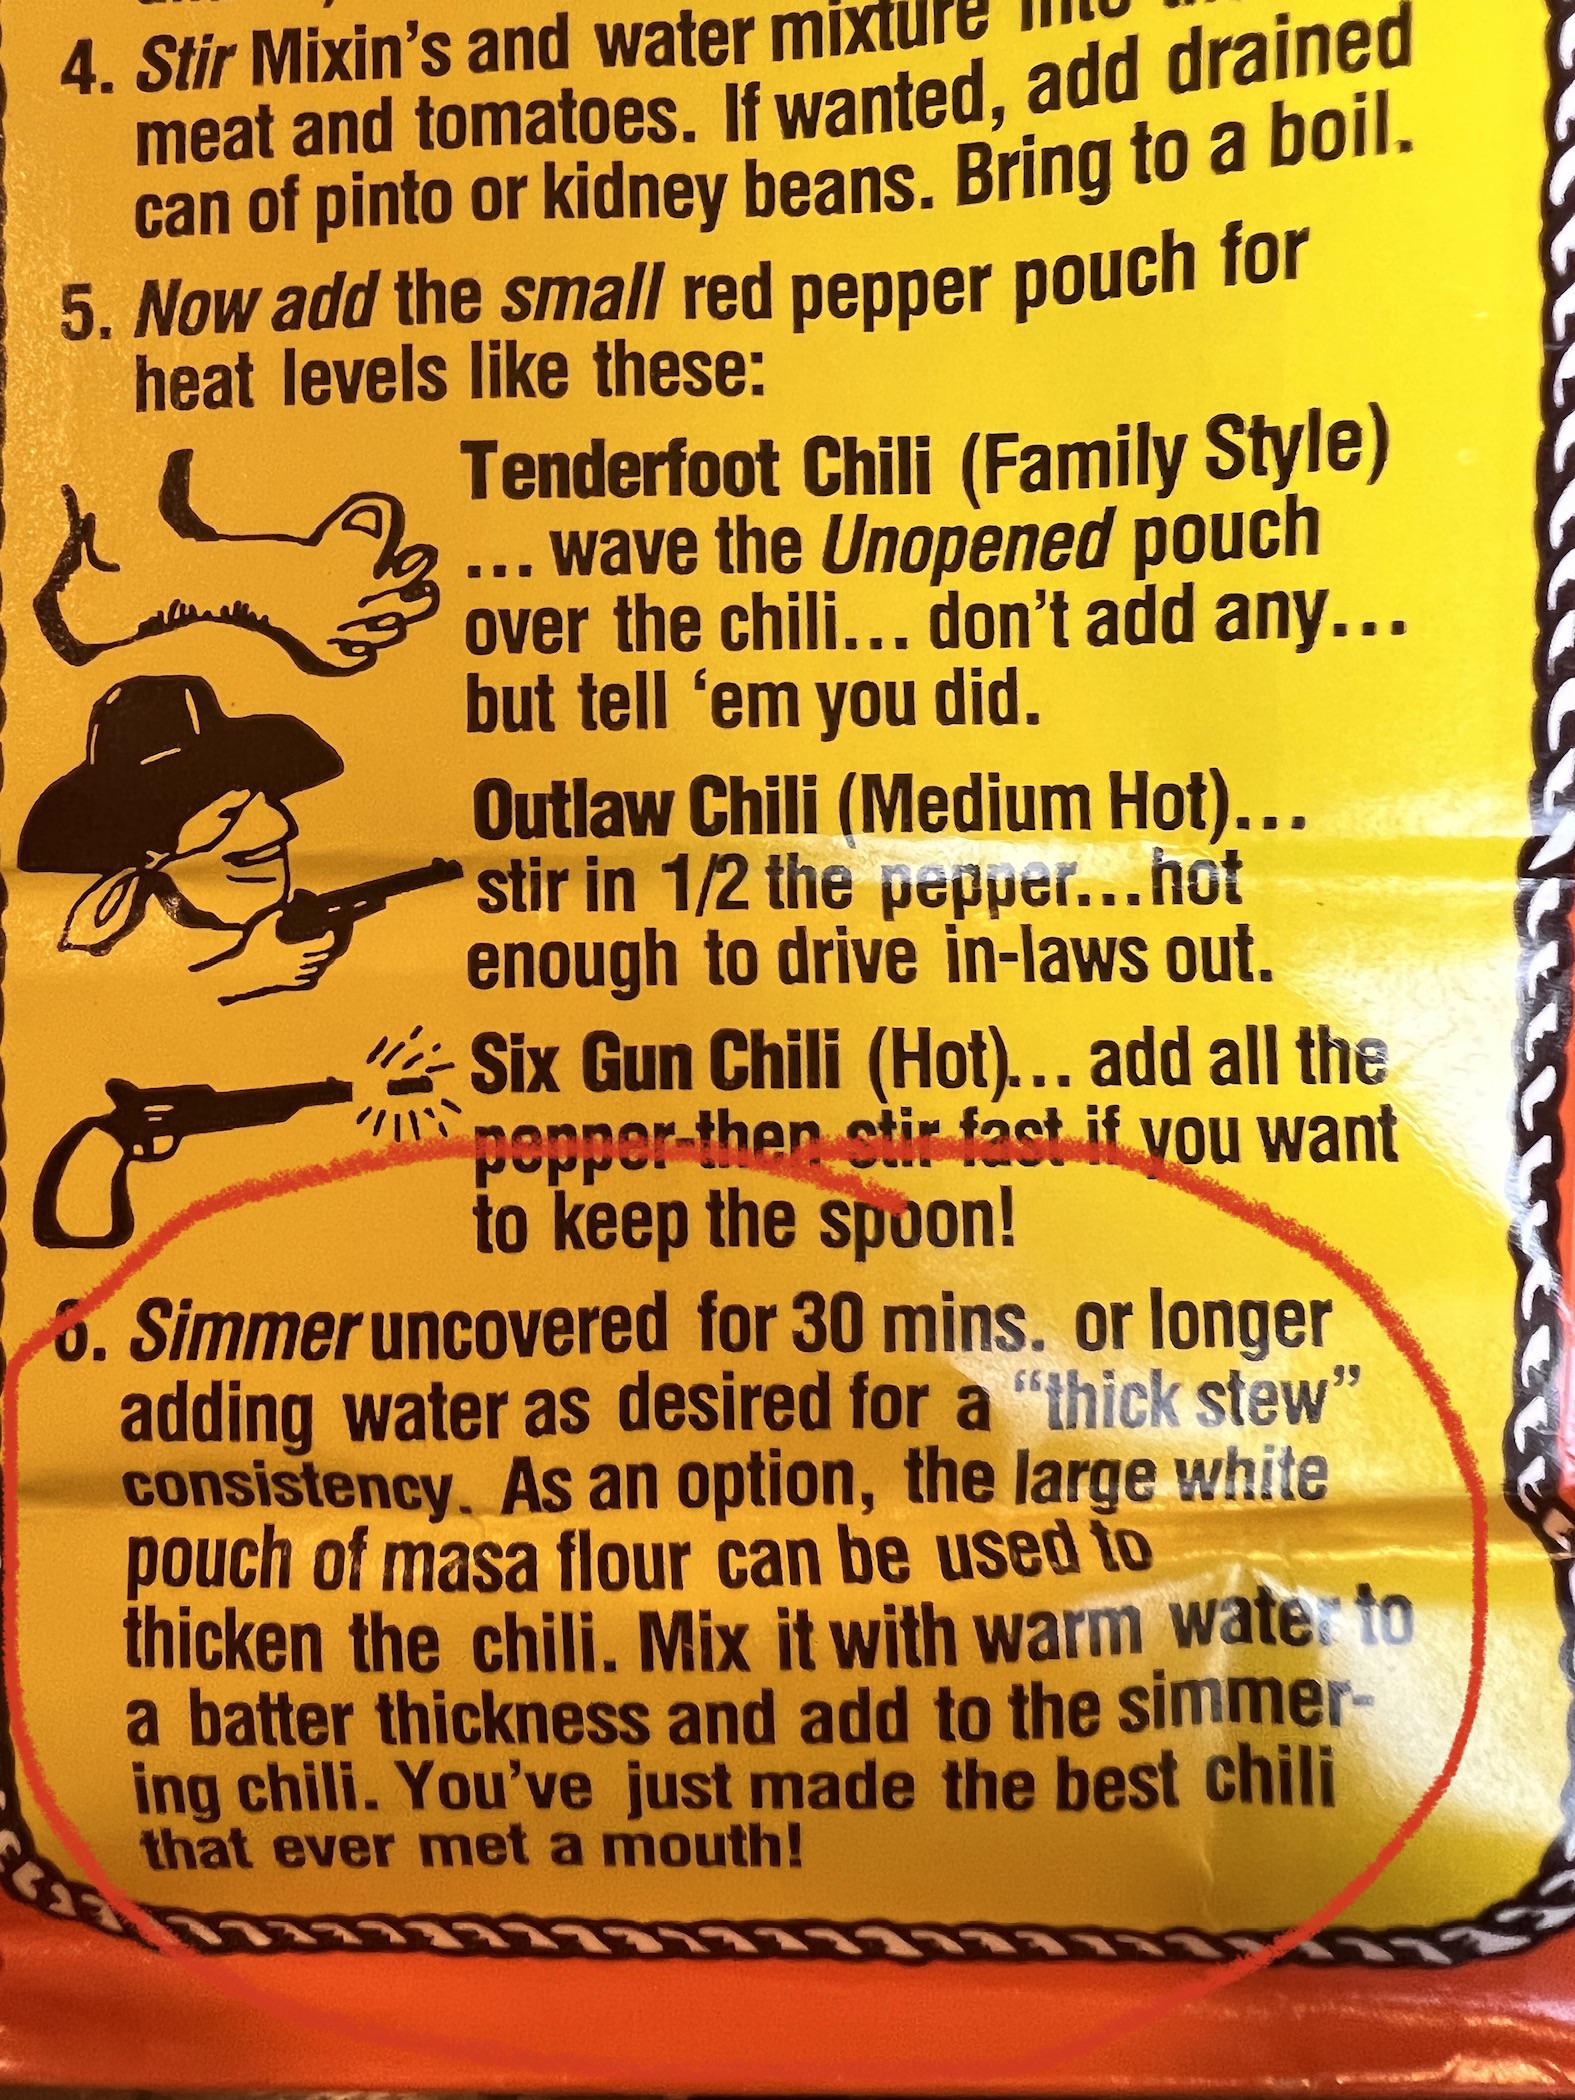 4. Stir Mixin's and water mixture into
meat and tomatoes. If wanted, add drained
can of pinto or kidney beans. Bring to a boil.
5. Now add the small red pepper pouch for
heat levels like these:
Tenderfoot Chili (Family Style)
... wave the Unopened pouch
over the chili... don't add any...
but tell ‘em you did.
Outlaw Chili (Medium Hot)...
stir in 1/2 the pepper...hot
enough to drive in-laws out.
Six Gun Chili (Hot)... add all the
pepper-then stir fast if you want
to keep the spoon!
6. Simmer uncovered for 30 mins. or longer
adding water as desired for a “thick stew”
consistency. As an option, the large white
pouch of masa flour can be used to
thicken the chili. Mix it with warm water to
a batter thickness and add to the simmer-
ing chili. You've just made the best chili
that ever met a mouth!